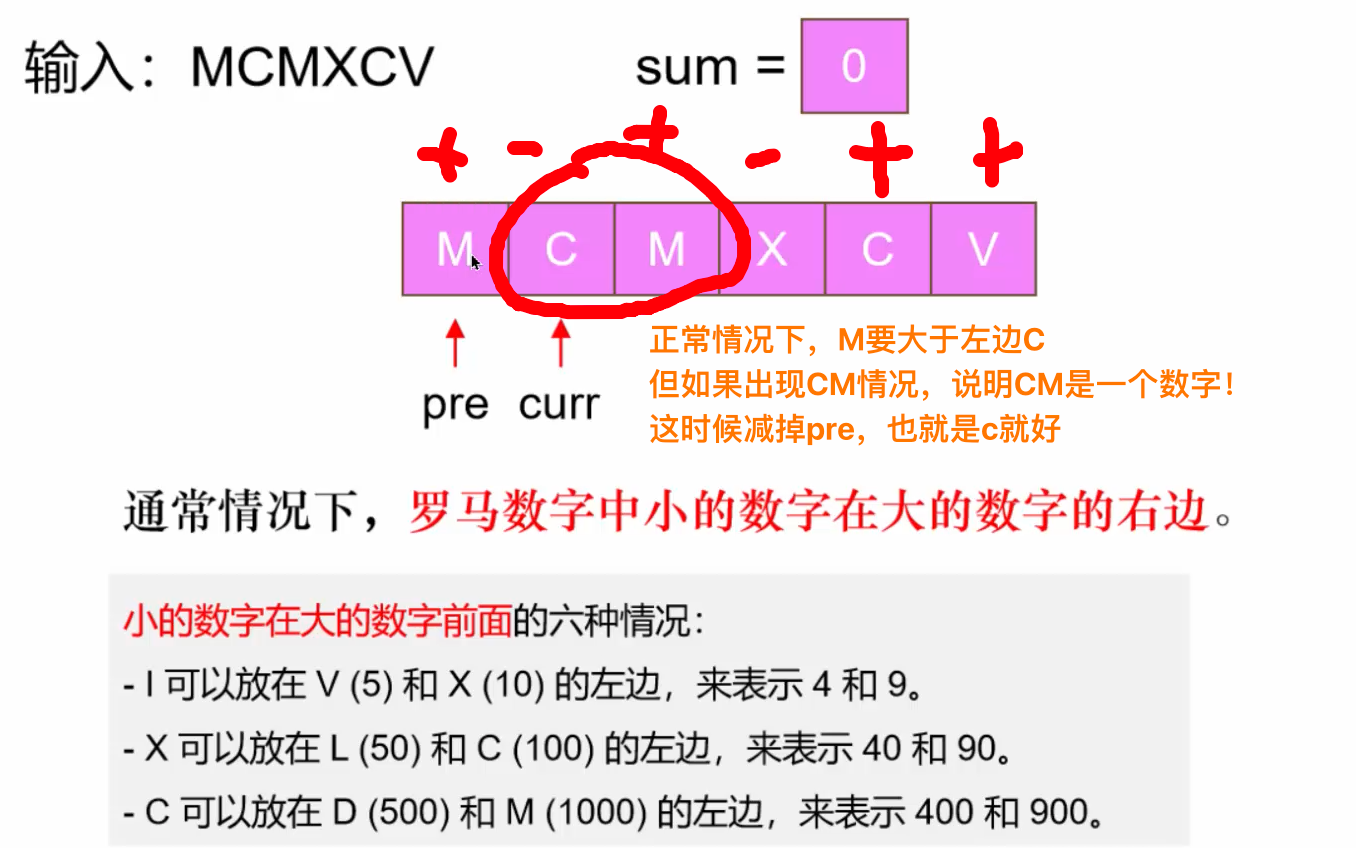 输入：MCMXCV
sum = 0
+ - + - + +
M C M X C V
pre curr
正常情况下，M要大于左边C
但如果出现CM情况，说明CM是一个数字！
这时候减掉pre，也就是c就好
通常情况下，罗马数字中小的数字在大的数字的右边。
小的数字在大的数字前面的六种情况：
- I 可以放在 V (5) 和 X (10) 的左边，来表示 4 和 9。
- X 可以放在 L (50) 和 C (100) 的左边，来表示 40 和 90。
- C 可以放在 D (500) 和 M (1000) 的左边，来表示 400 和 900。